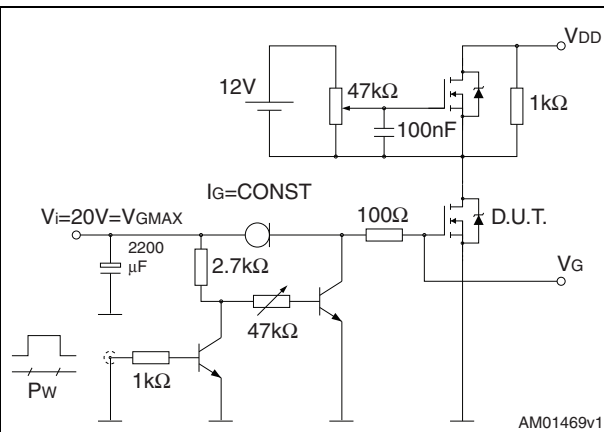 VDD
12V
47kΩ
1kΩ
100nF
IG=CONST
Vi=20V=VGMAX
100Ω
D.U.T.
2200
μF
2.7kΩ
VG
47kΩ
1kΩ
PW
AM01469v1